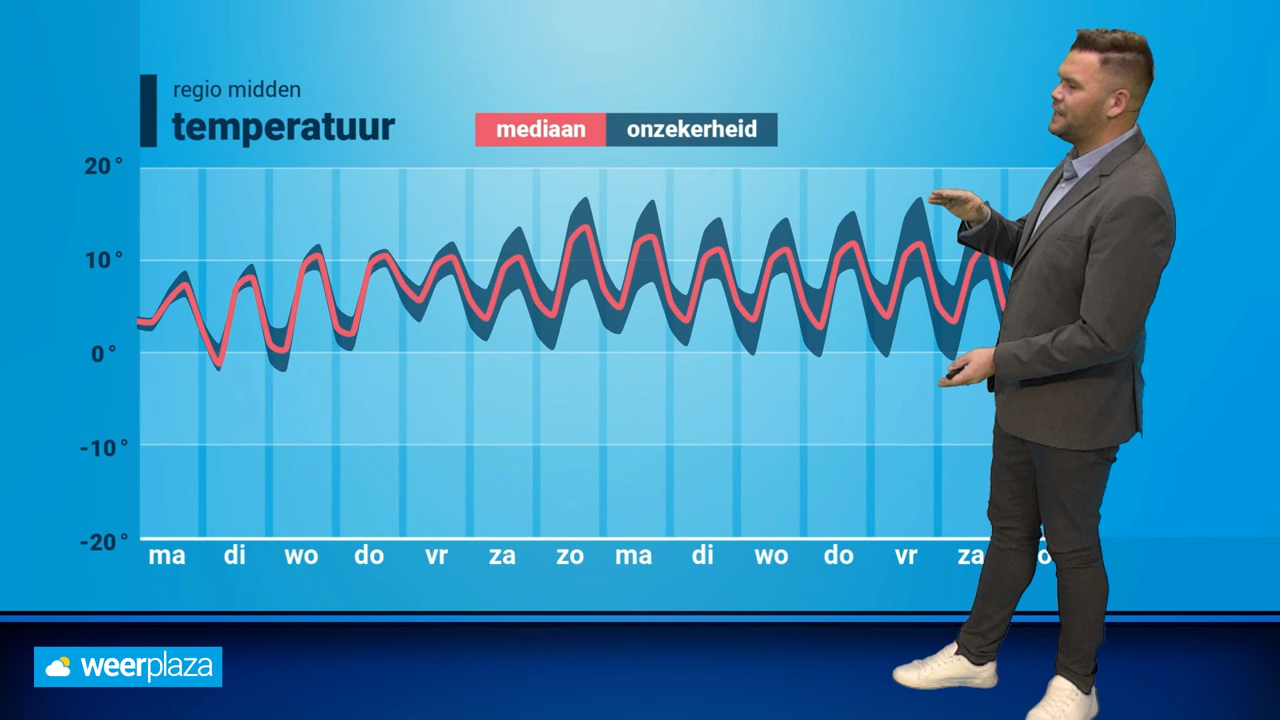 regio midden
temperatuur
mediaan onzekerheid
20°
10°
0°
-10°
-20°
ma di wo do vr za zo ma di wo do vr za
weerplaza